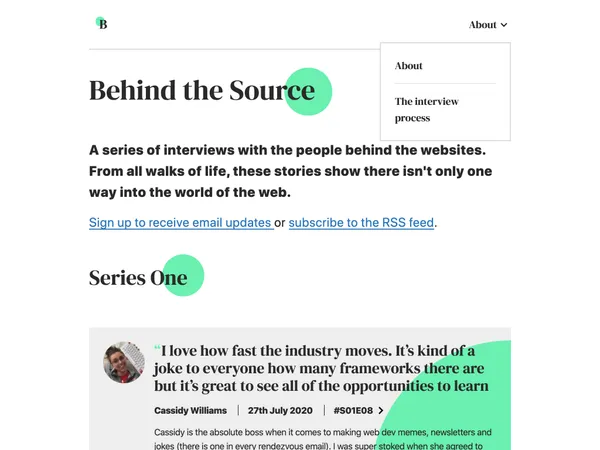 B
About
About
The interview
process
Behind the Source
A series of interviews with the people behind the websites.
From all walks of life, these stories show there isn't only one
way into the world of the web.
Sign up to receive email updates or subscribe to the RSS feed.
Series One
“I love how fast the industry moves. It’s kind of a
joke to everyone how many frameworks there are
but it’s great to see all of the opportunities to learn
Cassidy Williams | 27th July 2020 | #S01E08
Cassidy is the absolute boss when it comes to making web dev memes, newsletters and
jokes (there is one in every rendezvous email). I was super stoked when she agreed to